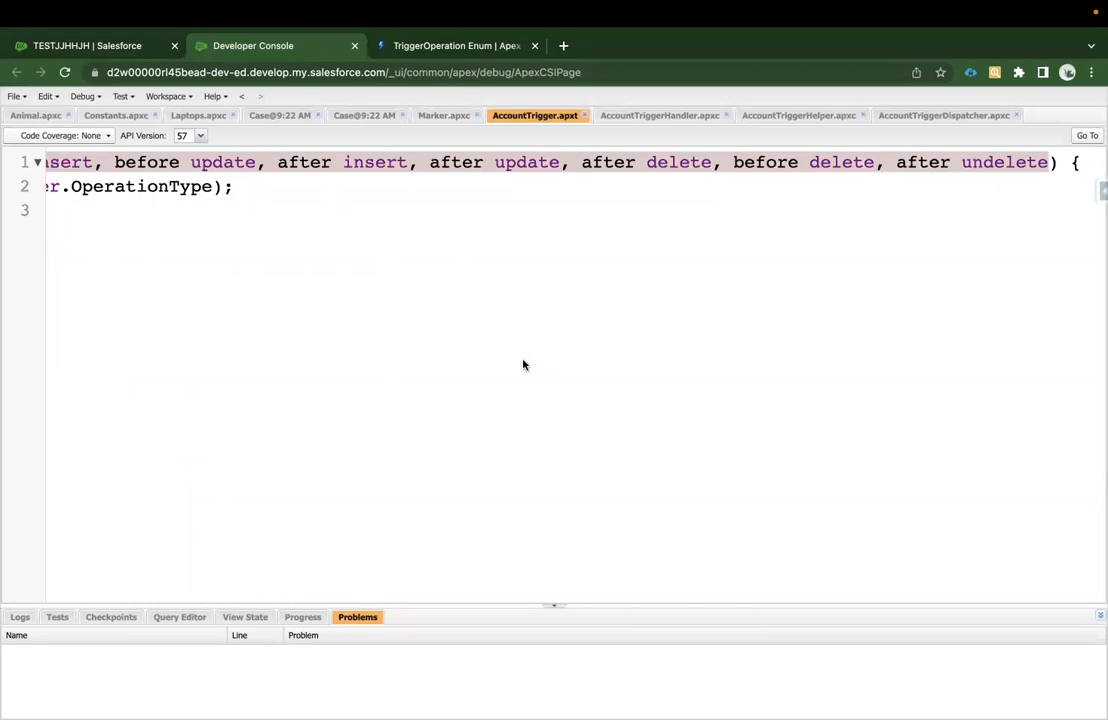 TESTJJHHJH | Salesforce
Developer Console
TriggerOperation Enum | Apex
d2w00000rl45bead-dev-ed.develop.my.salesforce.com/_ui/common/apex/debug/ApexCSIPage
File Edit Debug Test Workspace Help < >
Animal.apxc Constants.apxc Laptops.apxc Case@9:22 AM Case@9:22 AM Marker.apxc AccountTrigger.apxt AccountTriggerHandler.apxc AccountTriggerHelper.apxc AccountTriggerDispatcher.apxc
Code Coverage: None API Version: 57 Go To
1 nsert, before update, after insert, after update, after delete, before delete, after undelete) {
2 er.OperationType);
3
Logs Tests Checkpoints Query Editor View State Progress Problems
Name Line Problem